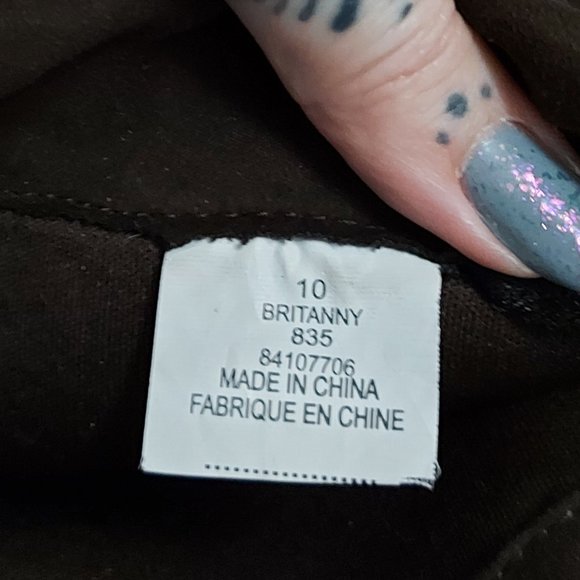 10
BRITANNY
835
84107706
MADE IN CHINA
FABRIQUE EN CHINE